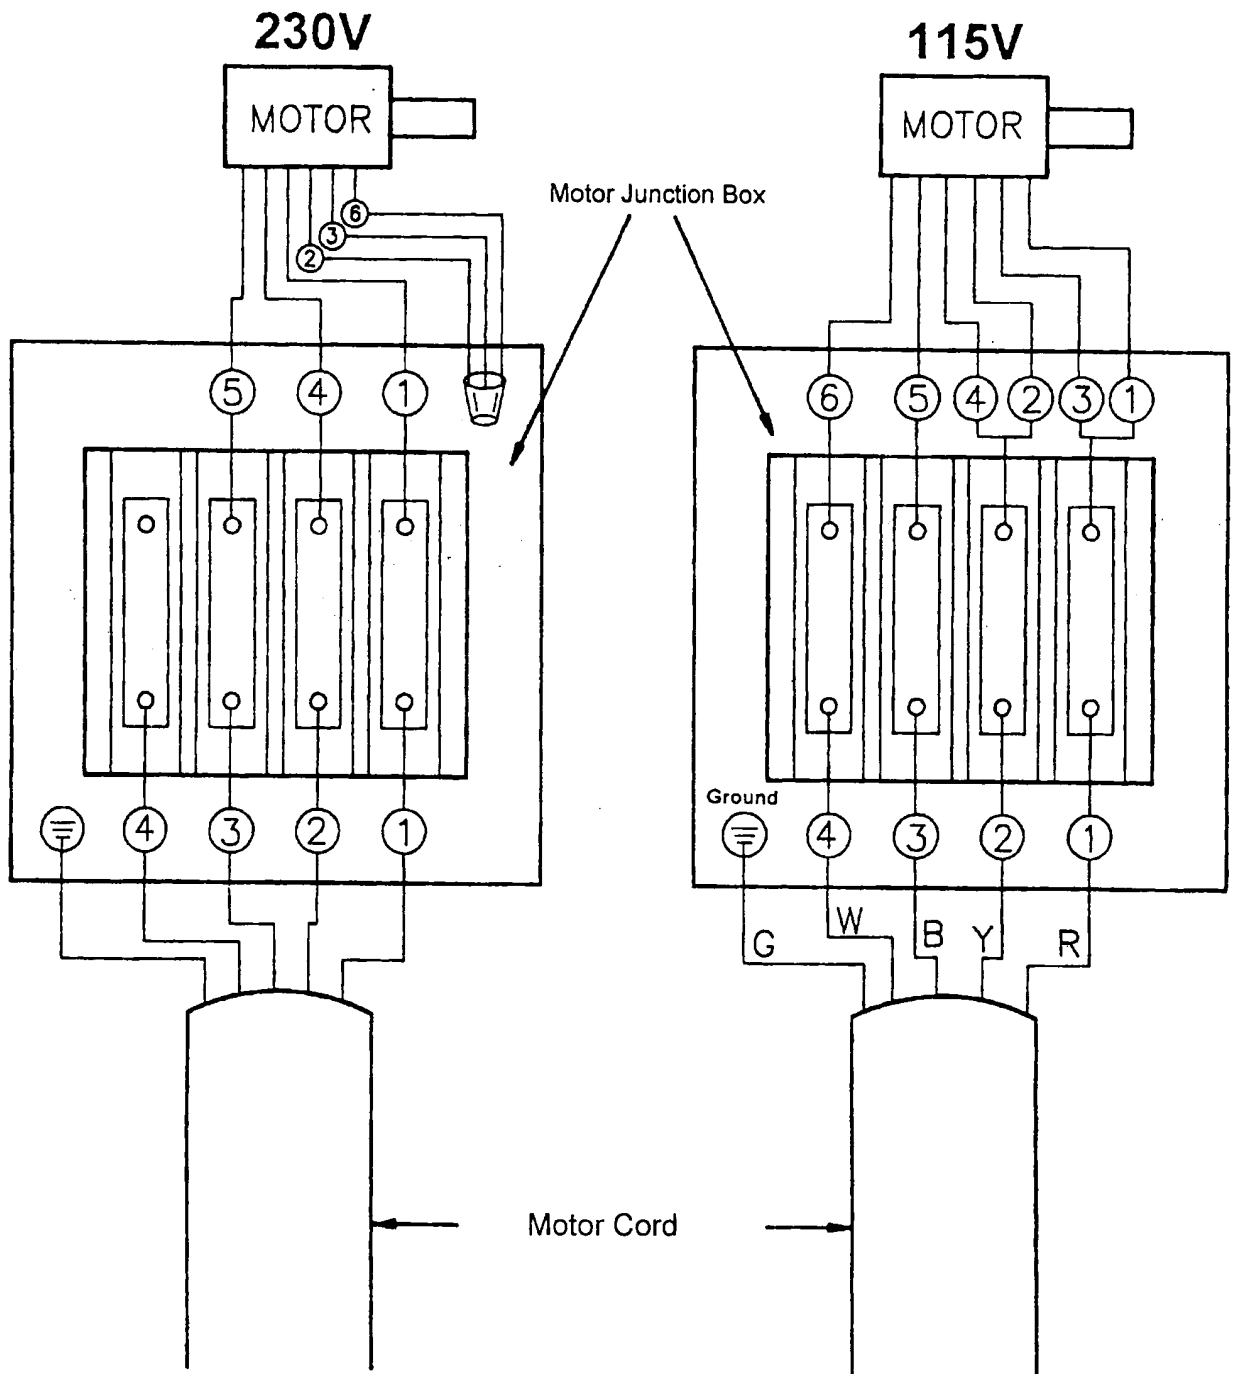 230V
115V
MOTOR
MOTOR
Motor Junction Box
6
3
2
5 4 1
6 5 4 2 3 1
Ground
4 3 2 1
4 3 2 1
G W B Y R
Motor Cord